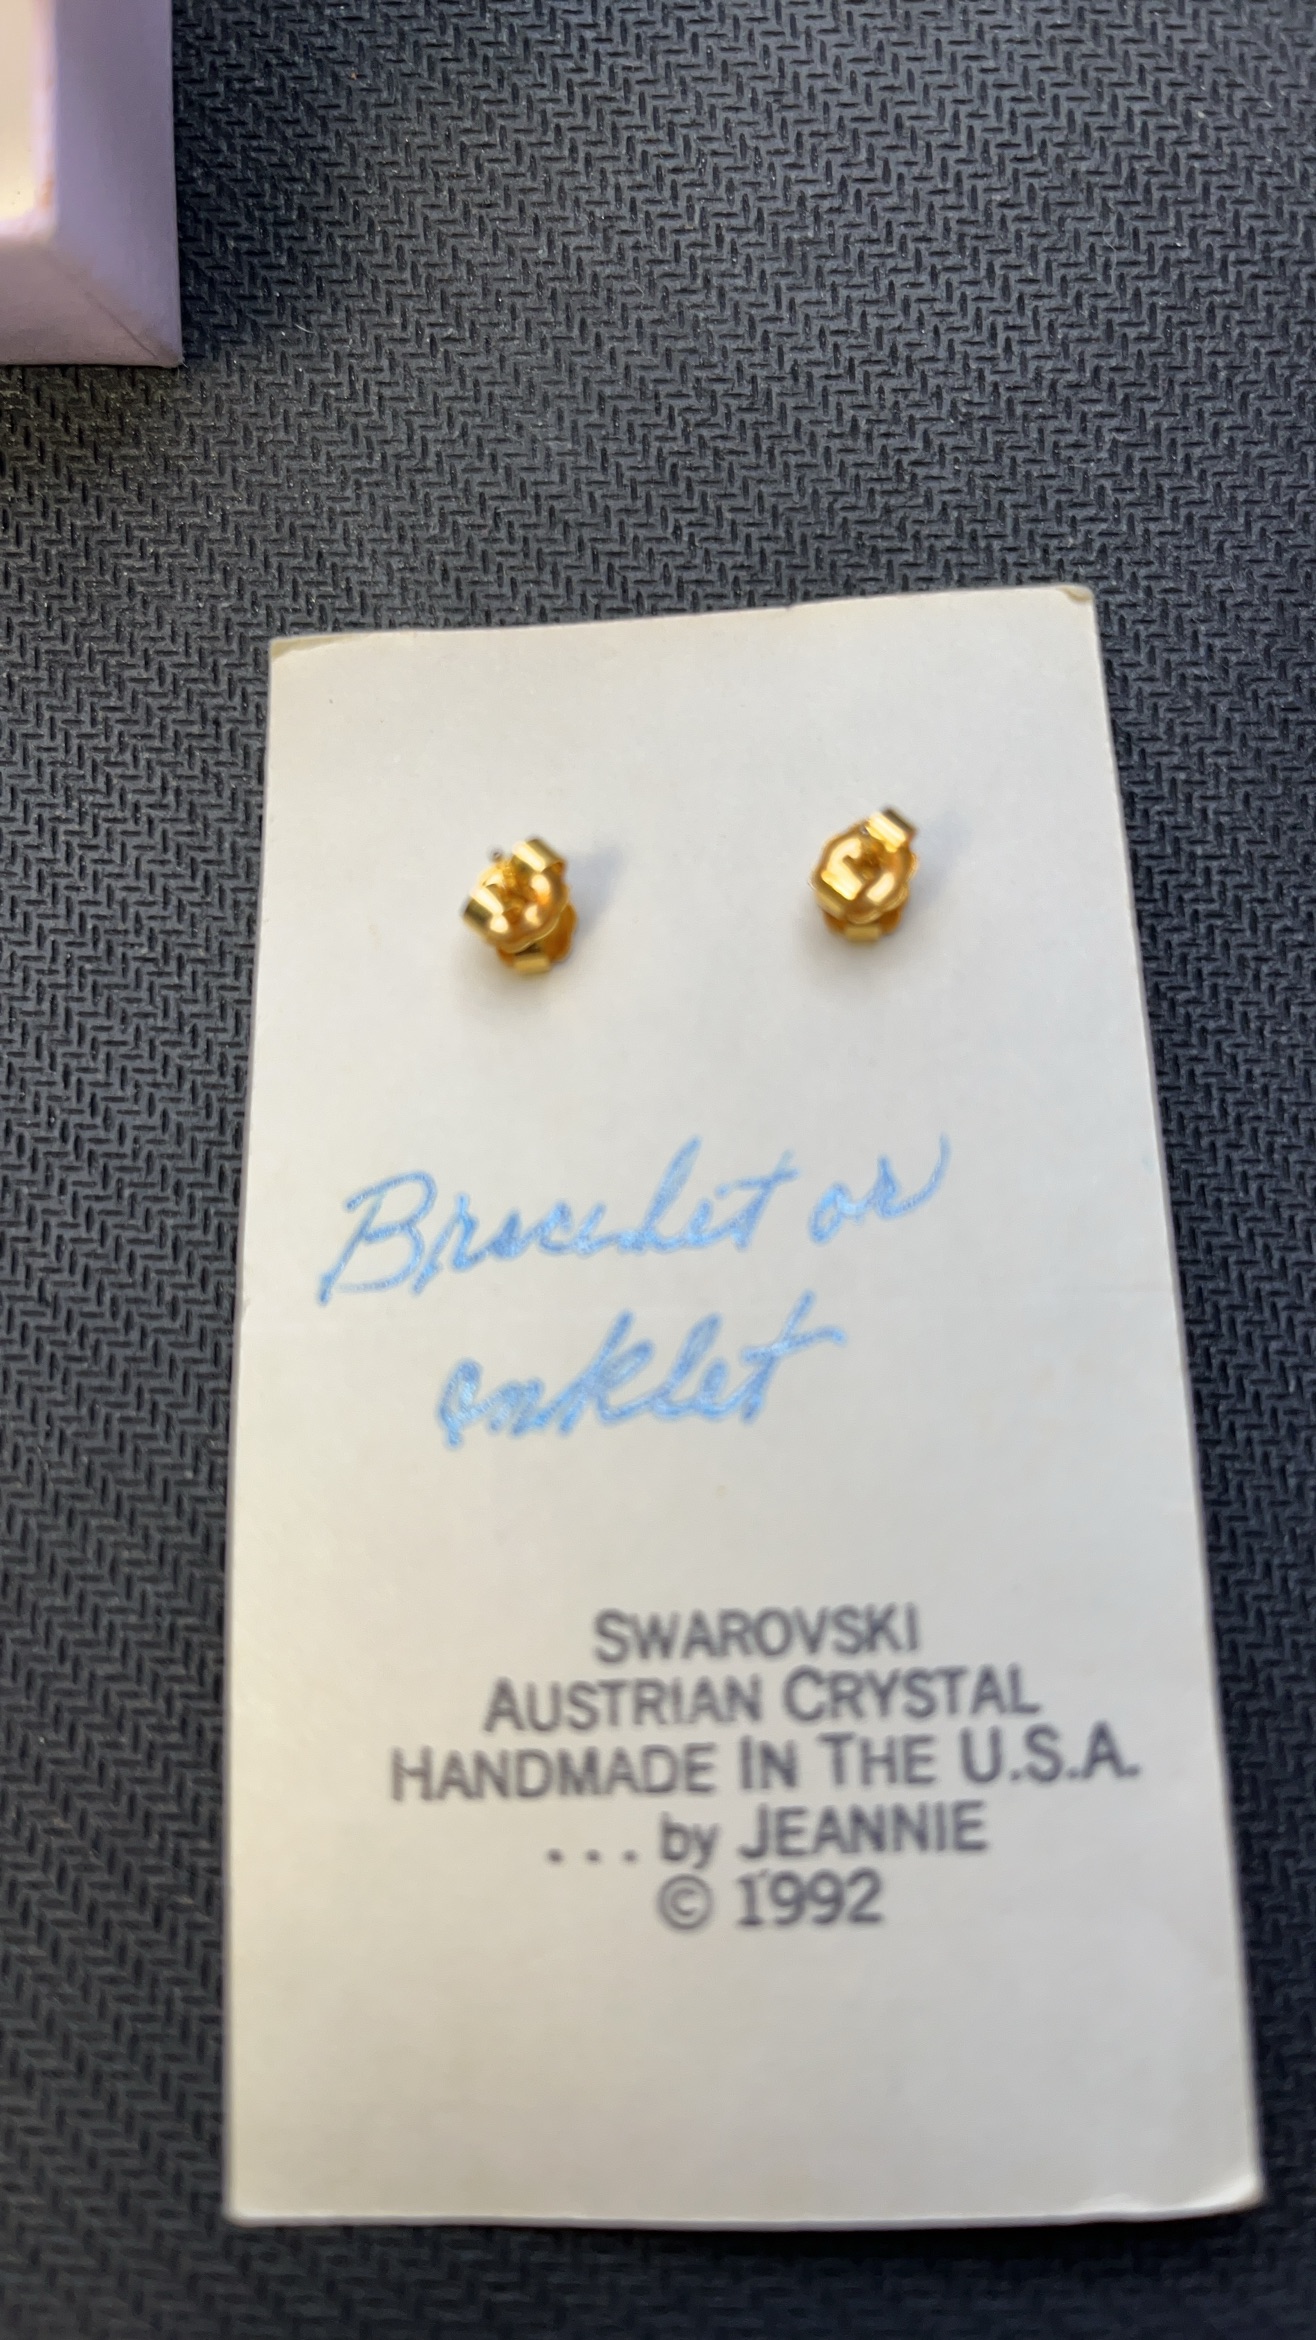 Bracelet or
anklet
SWAROVSKI
AUSTRIAN CRYSTAL
HANDMADE IN THE U.S.A.
... by JEANNIE
© 1992